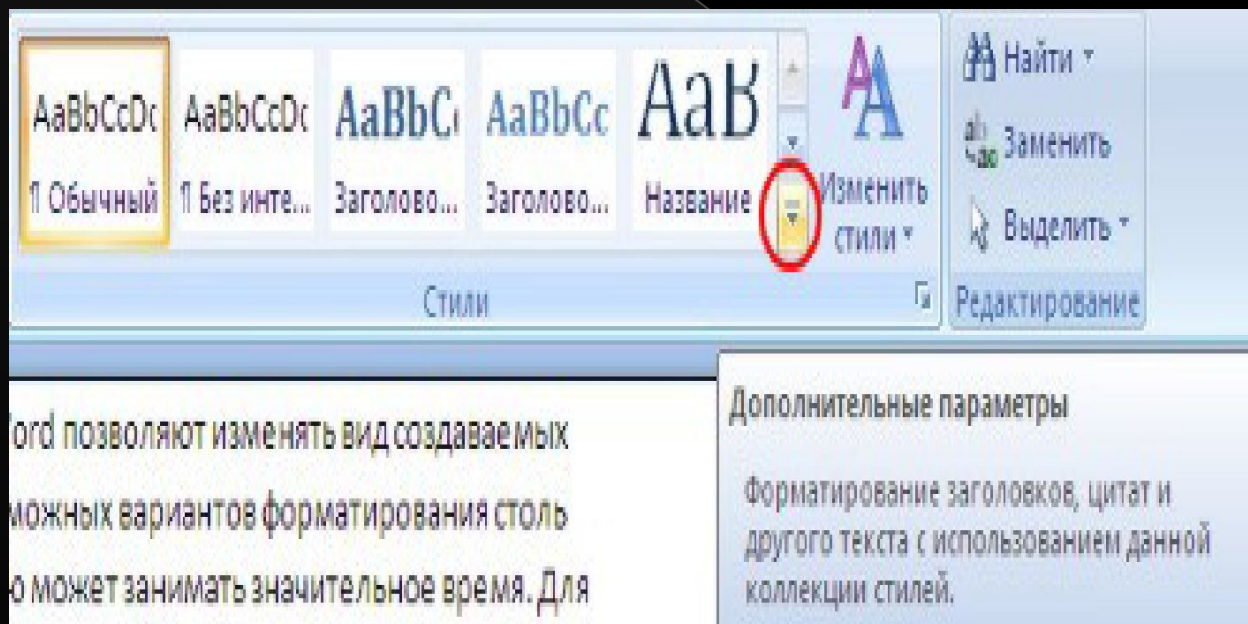 AaBbCcDc AaBbCcDc AaBbC AaBbCc АаВ
¶ Обычный ¶ Без инте... Заголово... Заголово... Название
Изменить
стили
Стили
Найти
Заменить
Выделить
Редактирование
ord позволяют изменять вид создаваемых
можных вариантов форматирования столь
о может занимать значительное время. Для
Дополнительные параметры
Форматирование заголовков, цитат и
другого текста с использованием данной
коллекции стилей.